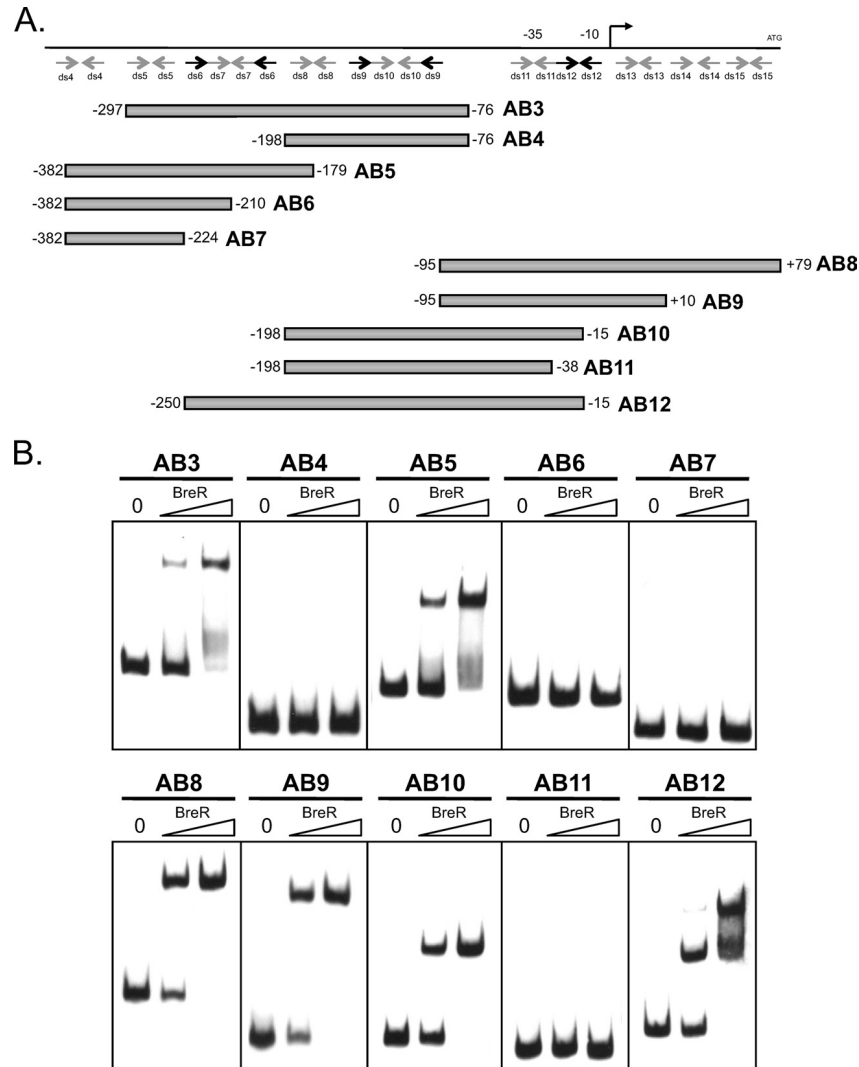 A.
-35 -10 ATG
ds4 ds4 ds5 ds5 ds6 ds7 ds7 ds6 ds8 ds8 ds9 ds10 ds10 ds9 ds11 ds11 ds12 ds12 ds13 ds13 ds14 ds14 ds15 ds15
-297 -76 AB3
-198 -76 AB4
-382 -179 AB5
-382 -210 AB6
-382 -224 AB7
-95 +79 AB8
-95 +10 AB9
-198 -15 AB10
-198 -38 AB11
-250 -15 AB12
B.
AB3 AB4 AB5 AB6 AB7
0 BreR 0 BreR 0 BreR 0 BreR 0 BreR
AB8 AB9 AB10 AB11 AB12
0 BreR 0 BreR 0 BreR 0 BreR 0 BreR